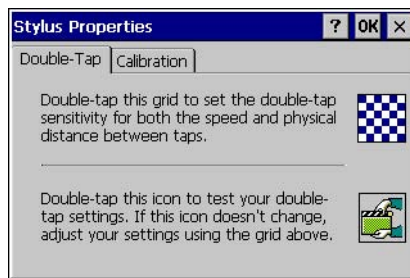 Stylus Properties ? OK ×
Double-Tap Calibration
Double-tap this grid to set the double-tap
sensitivity for both the speed and physical
distance between taps.
Double-tap this icon to test your double-
tap settings. If this icon doesn't change,
adjust your settings using the grid above.